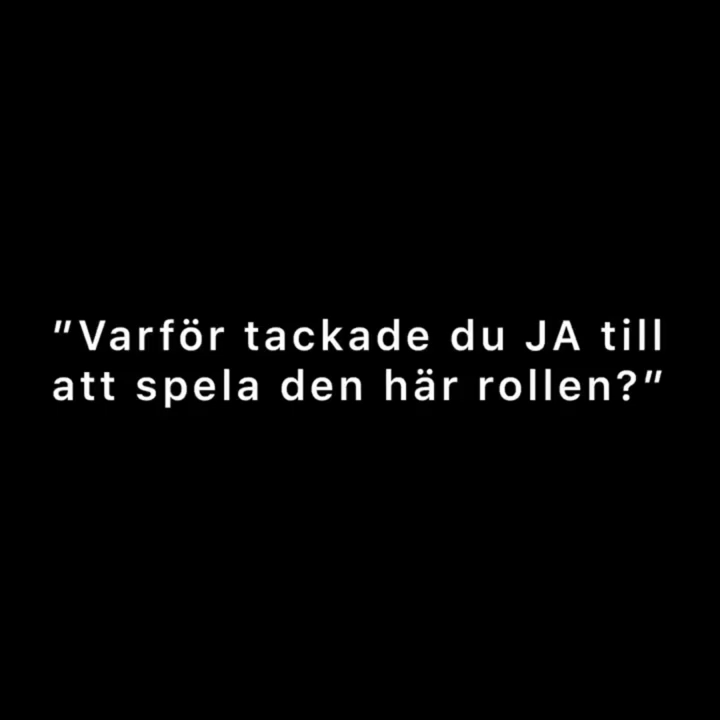 ”Varför tackade du JA till
att spela den här rollen?”